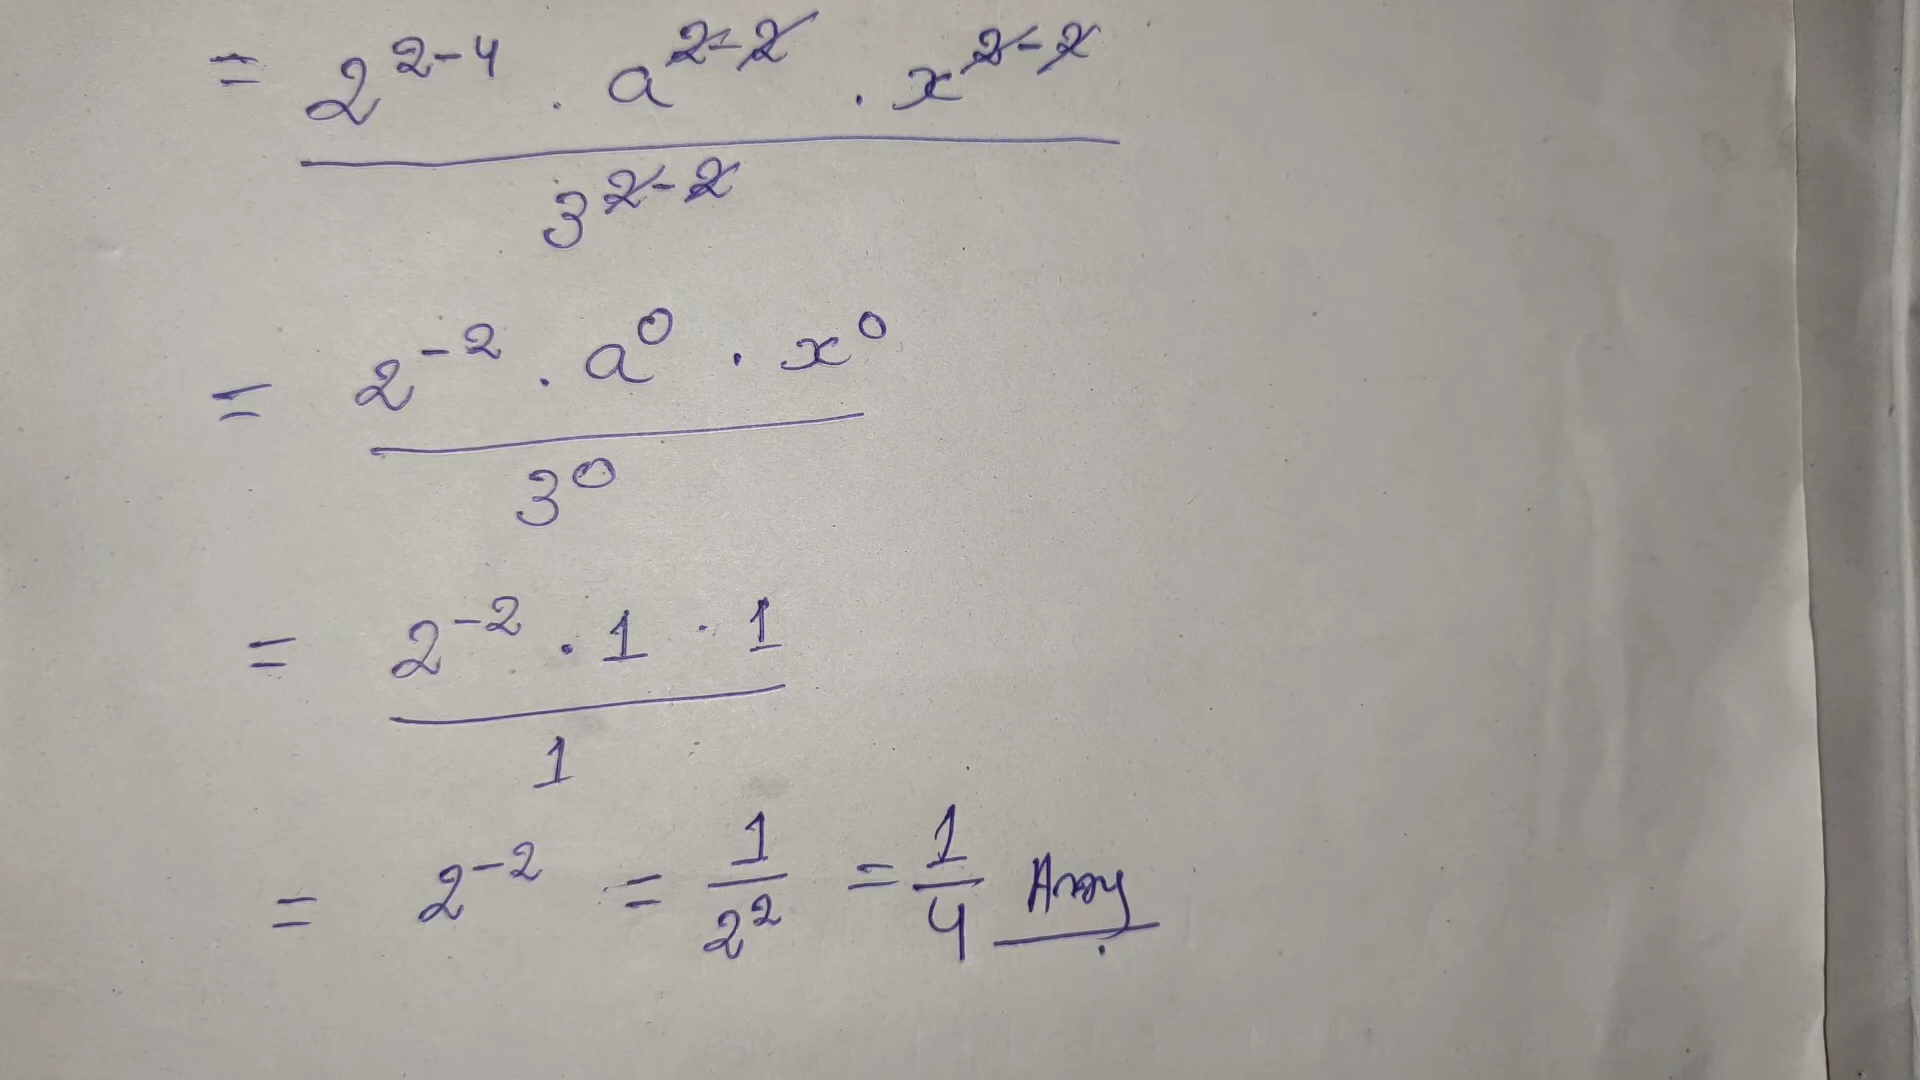 = 2^{2-4} . a^{2-2} . x^{2-2} / 3^{2-2}
= 2^{-2} . a^0 . x^0 / 3^0
= 2^{-2} . 1 . 1 / 1
= 2^{-2} = 1/2^2 = 1/4